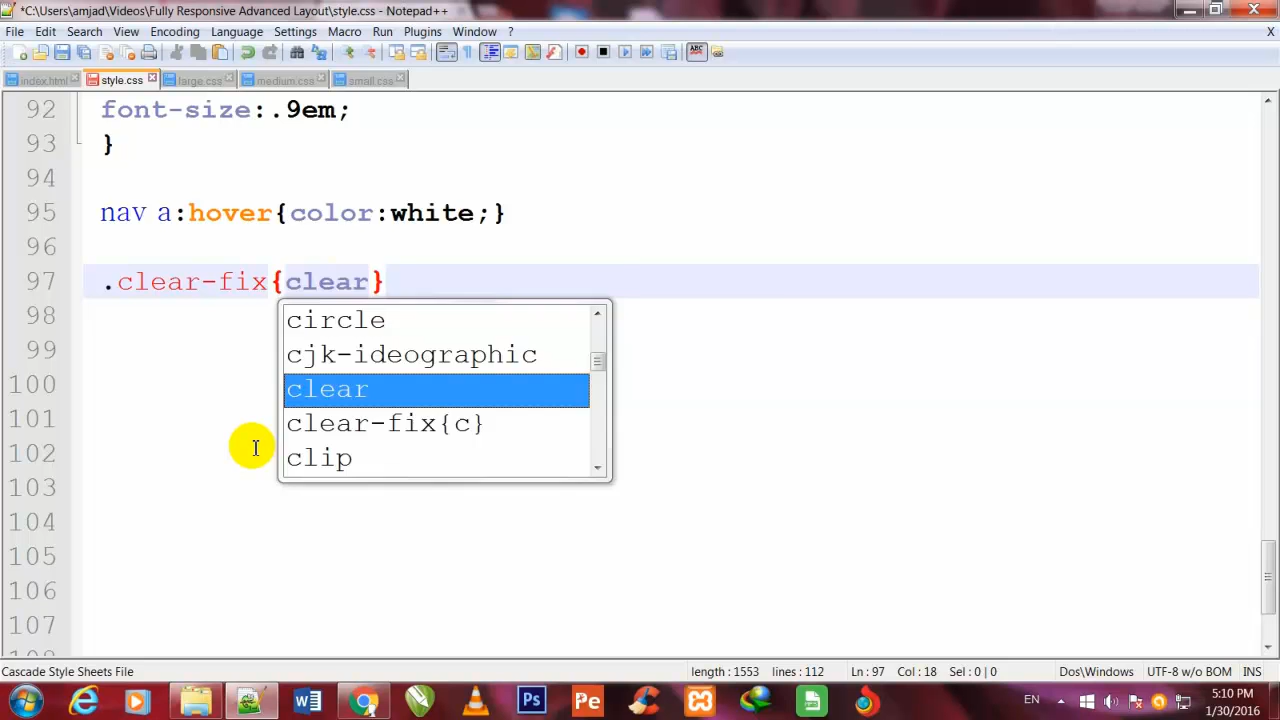 *C:\Users\amjad\Videos\Fully Responsive Advanced Layout\style.css - Notepad++
File Edit Search View Encoding Language Settings Macro Run Plugins Window ? X
index.html style.css large.css medium.css small.css
92 font-size:.9em;
93 }
94
95 nav a:hover{color:white;}
96
97 .clear-fix{clear}
98 circle
99 cjk-ideographic
100 clear
101 clear-fix{c}
102 clip
103
104
105
106
107
108
Cascade Style Sheets File length : 1553 lines : 112 Ln : 97 Col : 18 Sel : 0 | 0 Dos\Windows UTF-8 w/o BOM INS
EN 5:10 PM
1/30/2016